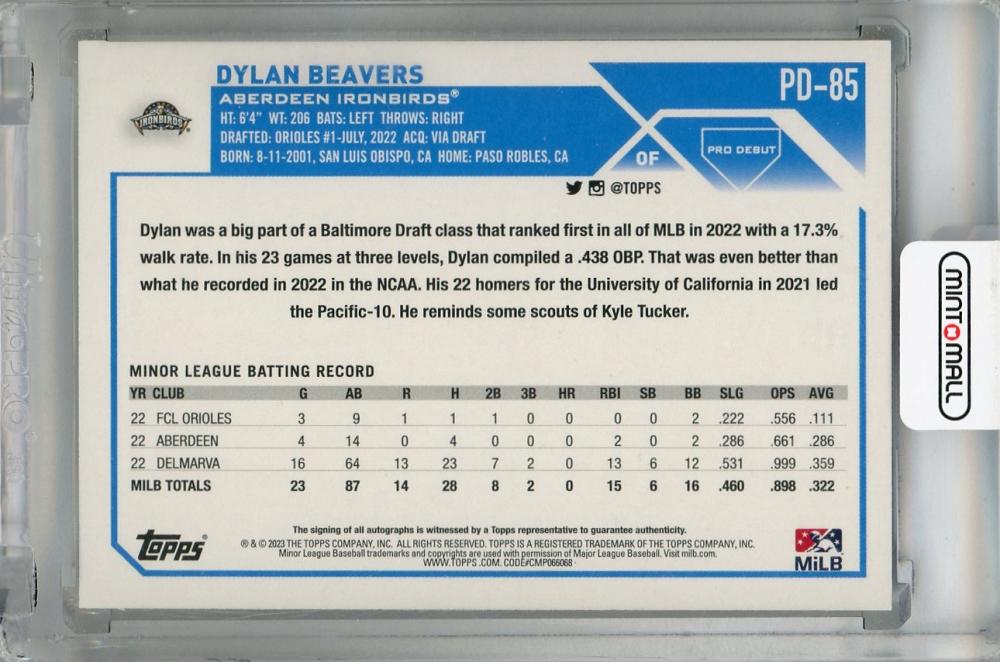 DYLAN BEAVERS
PD-85
ABERDEEN IRONBIRDS®
IRONBIRDS
HT: 6'4" WT: 206 BATS: LEFT THROWS: RIGHT
DRAFTED: ORIOLES #1-JULY, 2022 ACQ: VIA DRAFT
BORN: 8-11-2001, SAN LUIS OBISPO, CA HOME: PASO ROBLES, CA
OF
PRO DEBUT
@TOPPS
Dylan was a big part of a Baltimore Draft class that ranked first in all of MLB in 2022 with a 17.3%
walk rate. In his 23 games at three levels, Dylan compiled a .438 OBP. That was even better than
what he recorded in 2022 in the NCAA. His 22 homers for the University of California in 2021 led
the Pacific-10. He reminds some scouts of Kyle Tucker.
MINOR LEAGUE BATTING RECORD
YR CLUB G AB R H 2B 3B HR RBI SB BB SLG OPS AVG
22 FCL ORIOLES 3 9 1 1 1 0 0 0 0 2 .222 .556 .111
22 ABERDEEN 4 14 0 4 0 0 0 2 0 2 .286 .661 .286
22 DELMARVA 16 64 13 23 7 2 0 13 6 12 .531 .999 .359
MILB TOTALS 23 87 14 28 8 2 0 15 6 16 .460 .898 .322
The signing of all autographs is witnessed by a Topps representative to guarantee authenticity.
® & © 2023 THE TOPPS COMPANY, INC. ALL RIGHTS RESERVED. TOPPS IS A REGISTERED TRADEMARK OF THE TOPPS COMPANY, INC.
Minor League Baseball trademarks and copyrights are used with permission of Major League Baseball. Visit milb.com.
WWW.TOPPS.COM. CODE#CMP066068
topps®
MiLB
MINT MALL